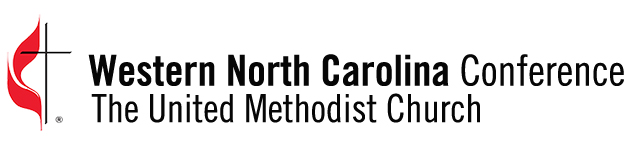 Western North Carolina Conference
The United Methodist Church
®